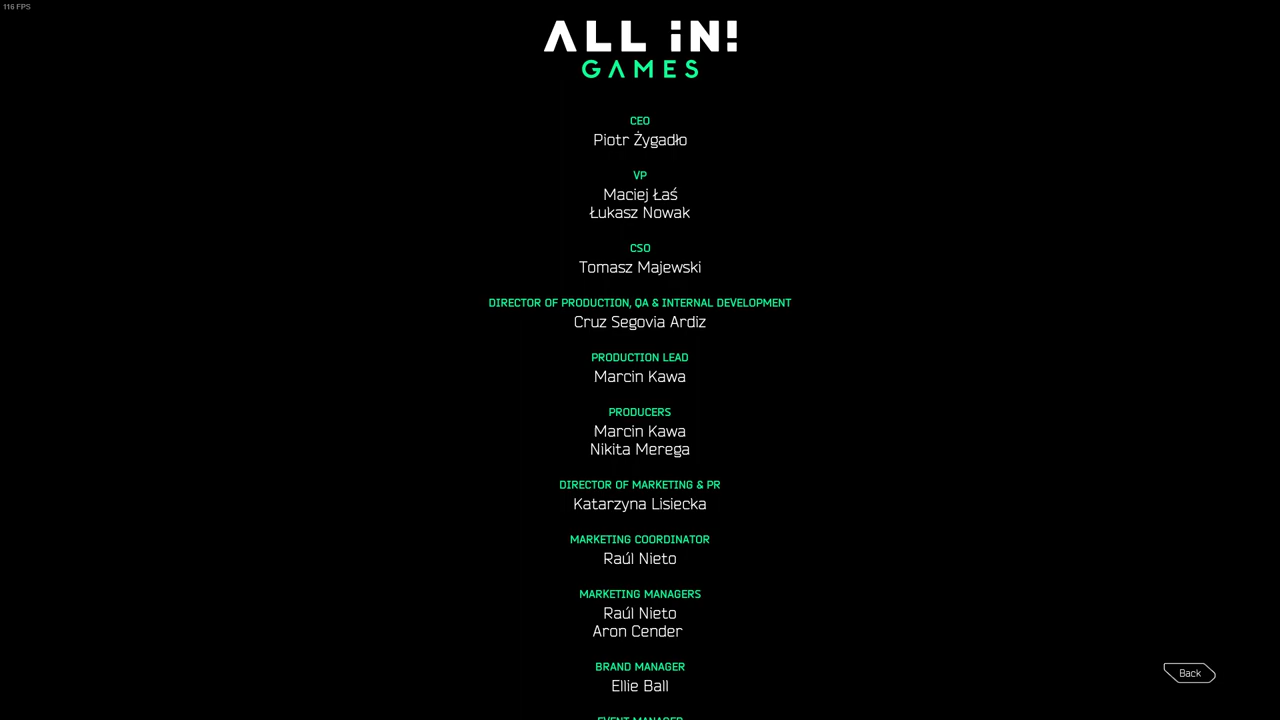 116 FPS
ALL iN!
GAMES
CEO
Piotr Żygadło
VP
Maciej Łaś
Łukasz Nowak
CSO
Tomasz Majewski
DIRECTOR OF PRODUCTION, QA & INTERNAL DEVELOPMENT
Cruz Segovia Ardiz
PRODUCTION LEAD
Marcin Kawa
PRODUCERS
Marcin Kawa
Nikita Merega
DIRECTOR OF MARKETING & PR
Katarzyna Lisiecka
MARKETING COORDINATOR
Raúl Nieto
MARKETING MANAGERS
Raúl Nieto
Aron Cender
BRAND MANAGER
Ellie Ball
Back
EVENT MANAGER